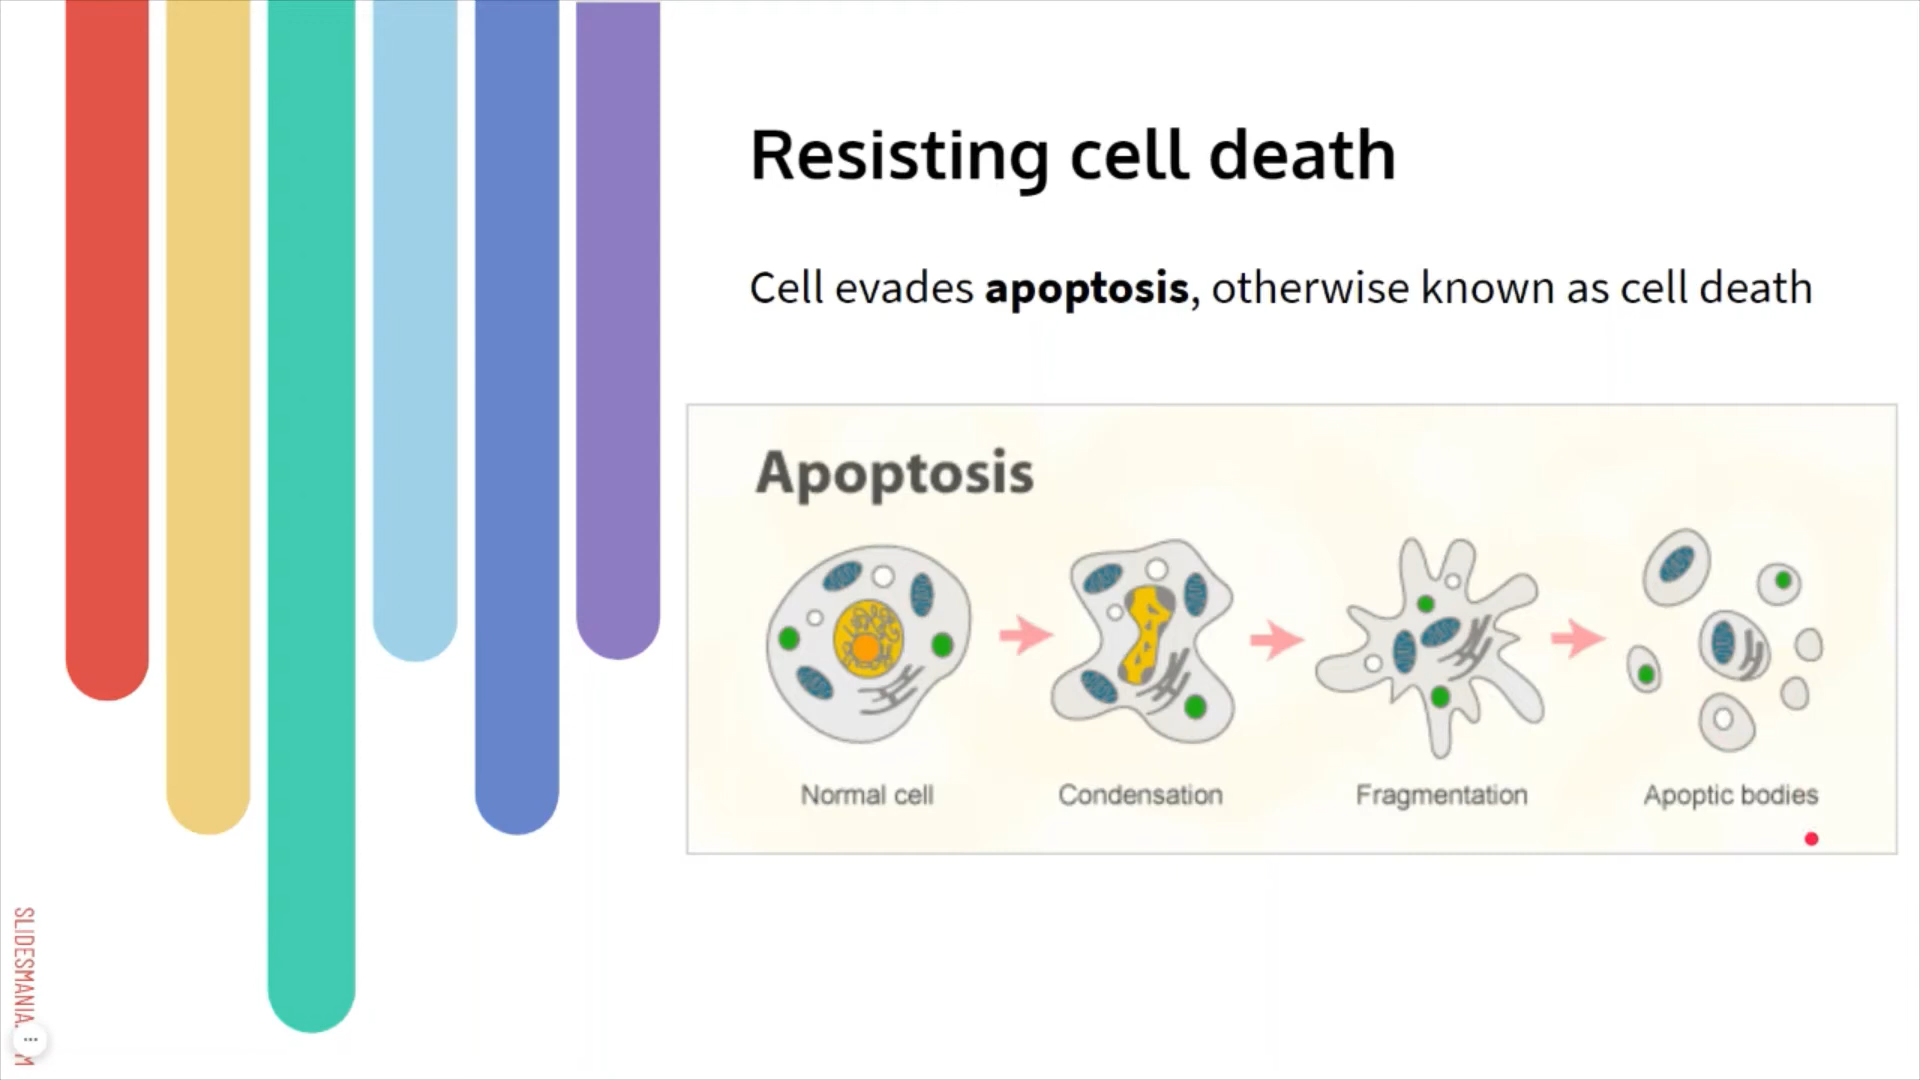 Resisting cell death
Cell evades apoptosis, otherwise known as cell death
Apoptosis
Normal cell
Condensation
Fragmentation
Apoptic bodies
SLIDESMANIA.
M